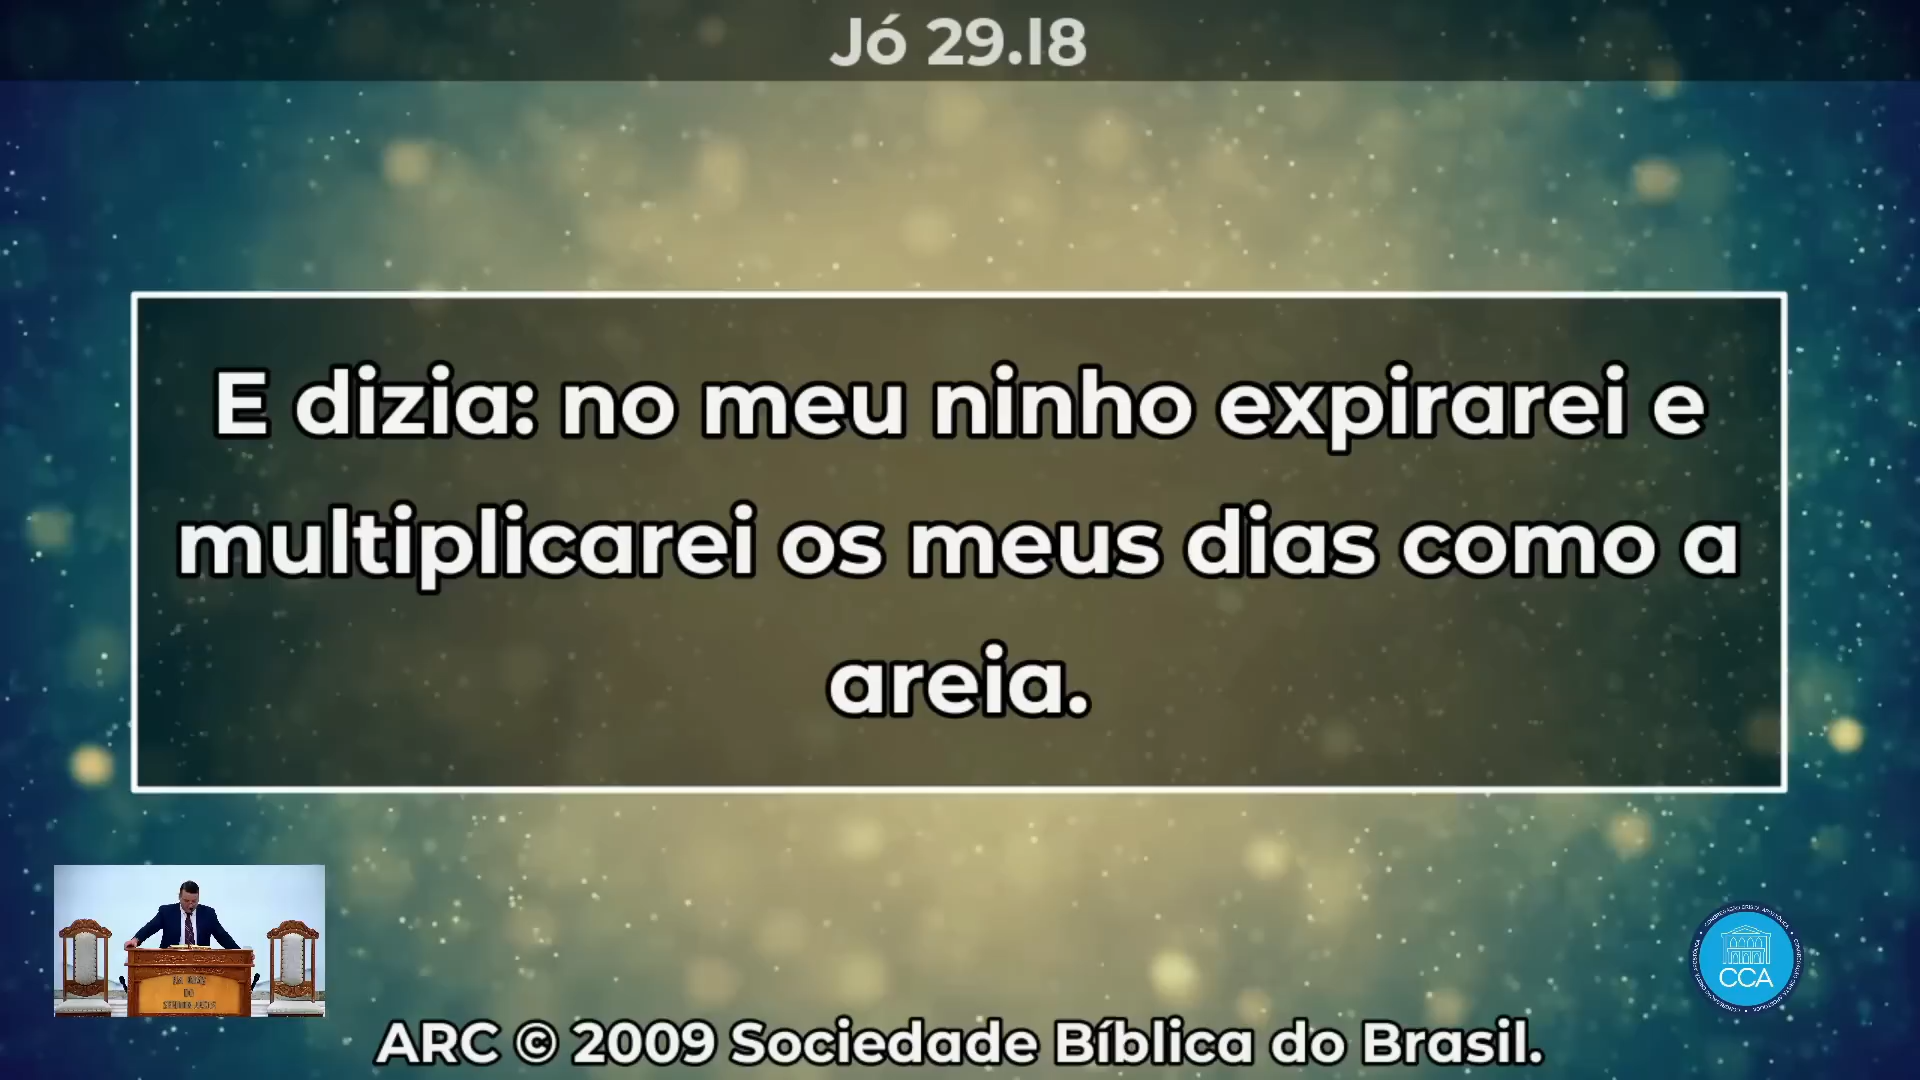 Jó 29.18
E dizia: no meu ninho expirarei e
multiplicarei os meus dias como a
areia.
CCA
ARC © 2009 Sociedade Bíblica do Brasil.